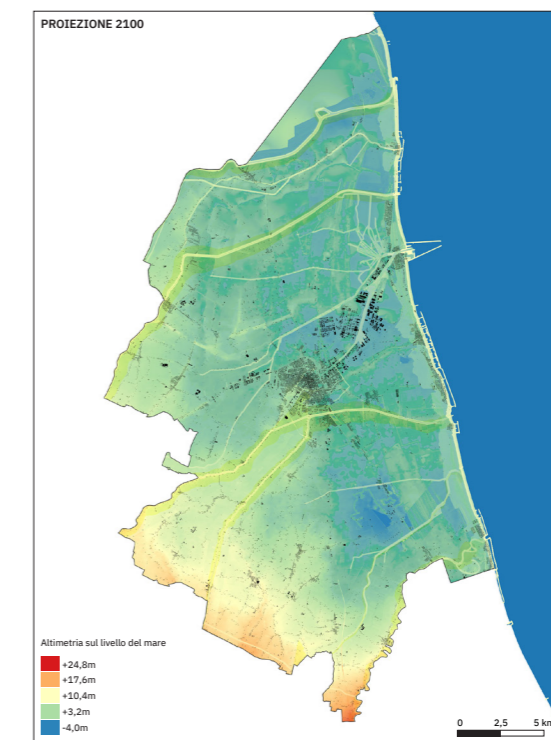 PROIEZIONE 2100
Altimetria sul livello del mare
+24,8m
+17,6m
+10,4m
+3,2m
-4,0m
0 2,5 5 km